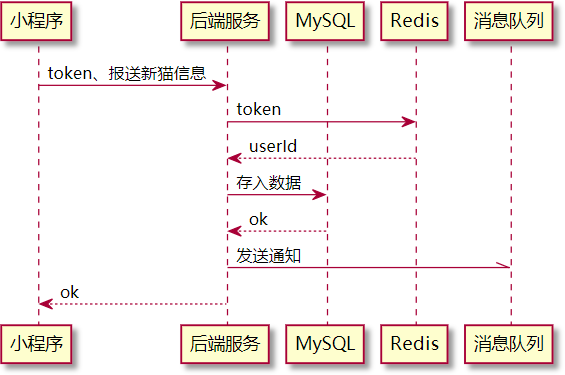 小程序 后端服务 MySQL Redis 消息队列
token、报送新猫信息
token
userId
存入数据
ok
发送通知
ok
小程序 后端服务 MySQL Redis 消息队列